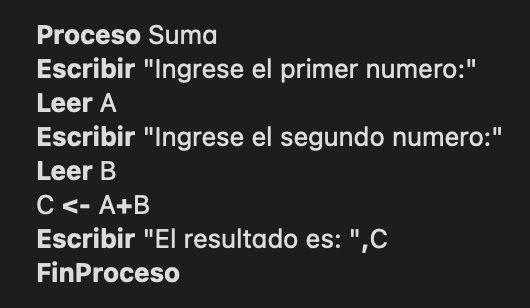 Proceso Suma
Escribir "Ingrese el primer numero:"
Leer A
Escribir "Ingrese el segundo numero:"
Leer B
C <- A+B
Escribir "El resultado es: ",C
FinProceso